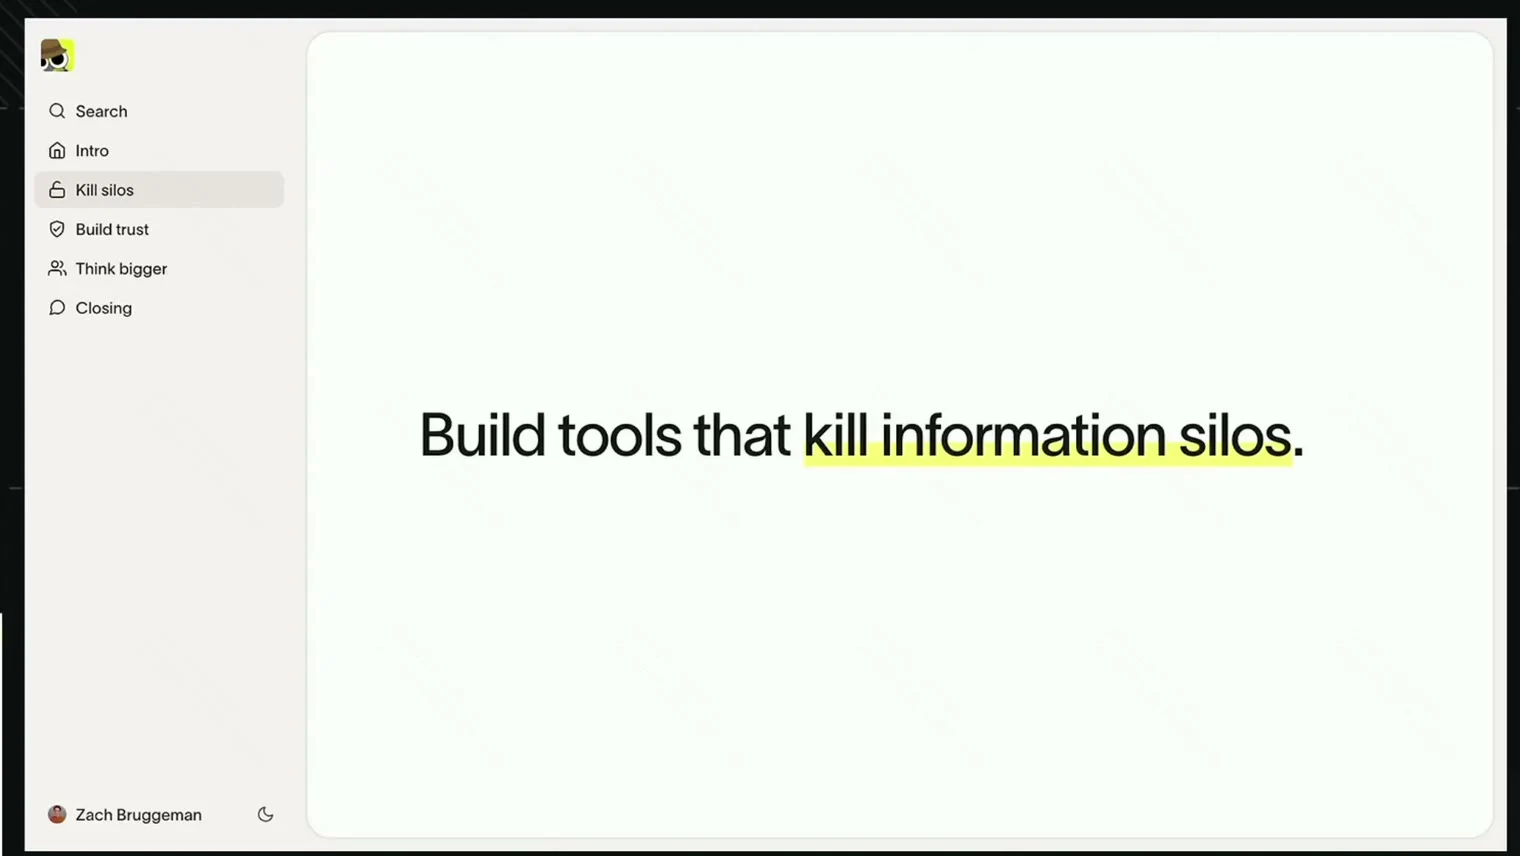 Search
Intro
Kill silos
Build trust
Think bigger
Closing
Build tools that kill information silos.
Zach Bruggeman